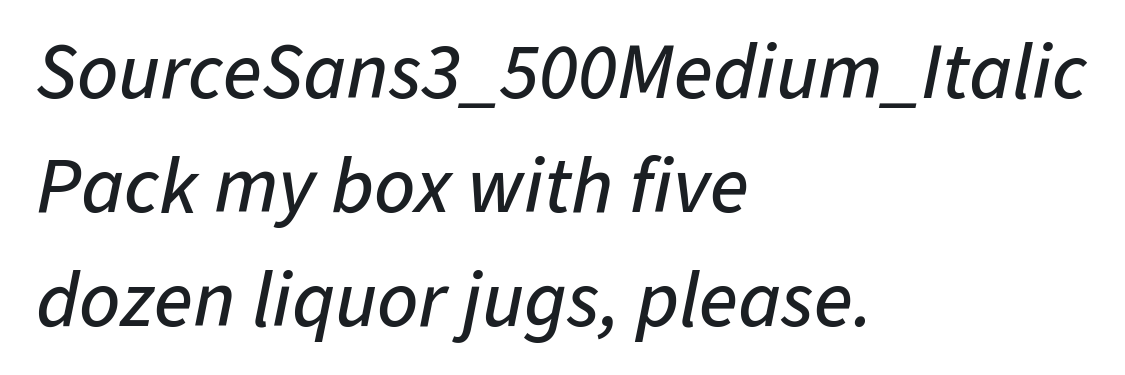 SourceSans3_500Medium_Italic
Pack my box with five
dozen liquor jugs, please.